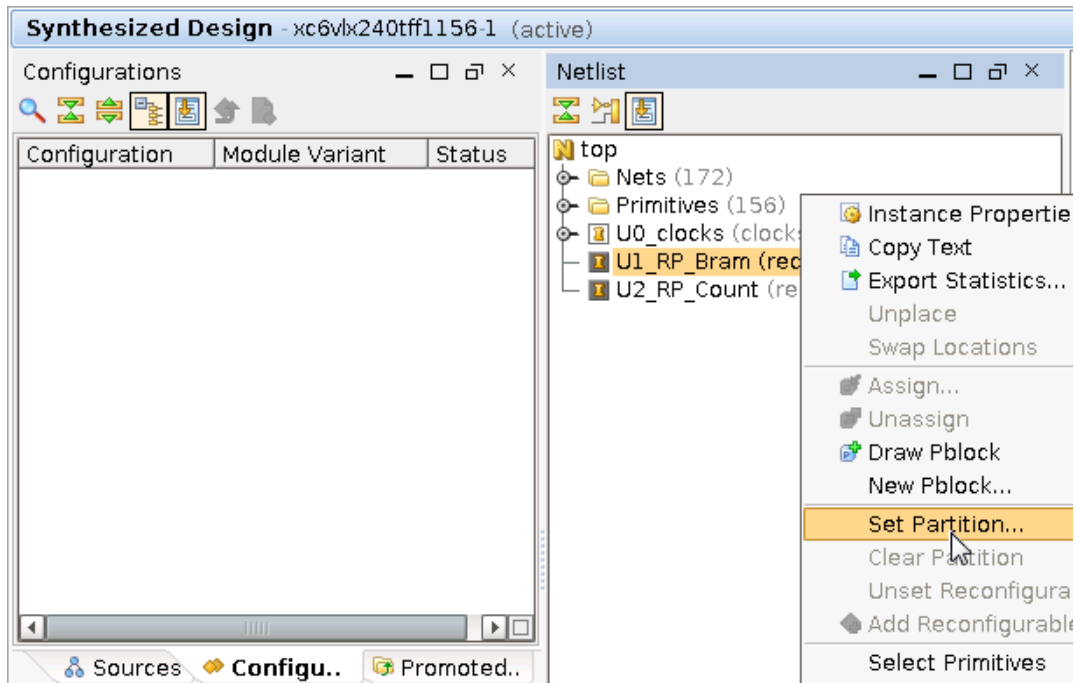 Synthesized Design - xc6vlx240tff1156-1 (active)
Configurations
Configuration Module Variant Status
Sources Configu.. Promoted..
Netlist
top
Nets (172)
Primitives (156)
U0_clocks (clocks
U1_RP_Bram (rec
U2_RP_Count (re
Instance Propertie
Copy Text
Export Statistics...
Unplace
Swap Locations
Assign...
Unassign
Draw Pblock
New Pblock...
Set Partition...
Clear Partition
Unset Reconfigura
Add Reconfigurable
Select Primitives